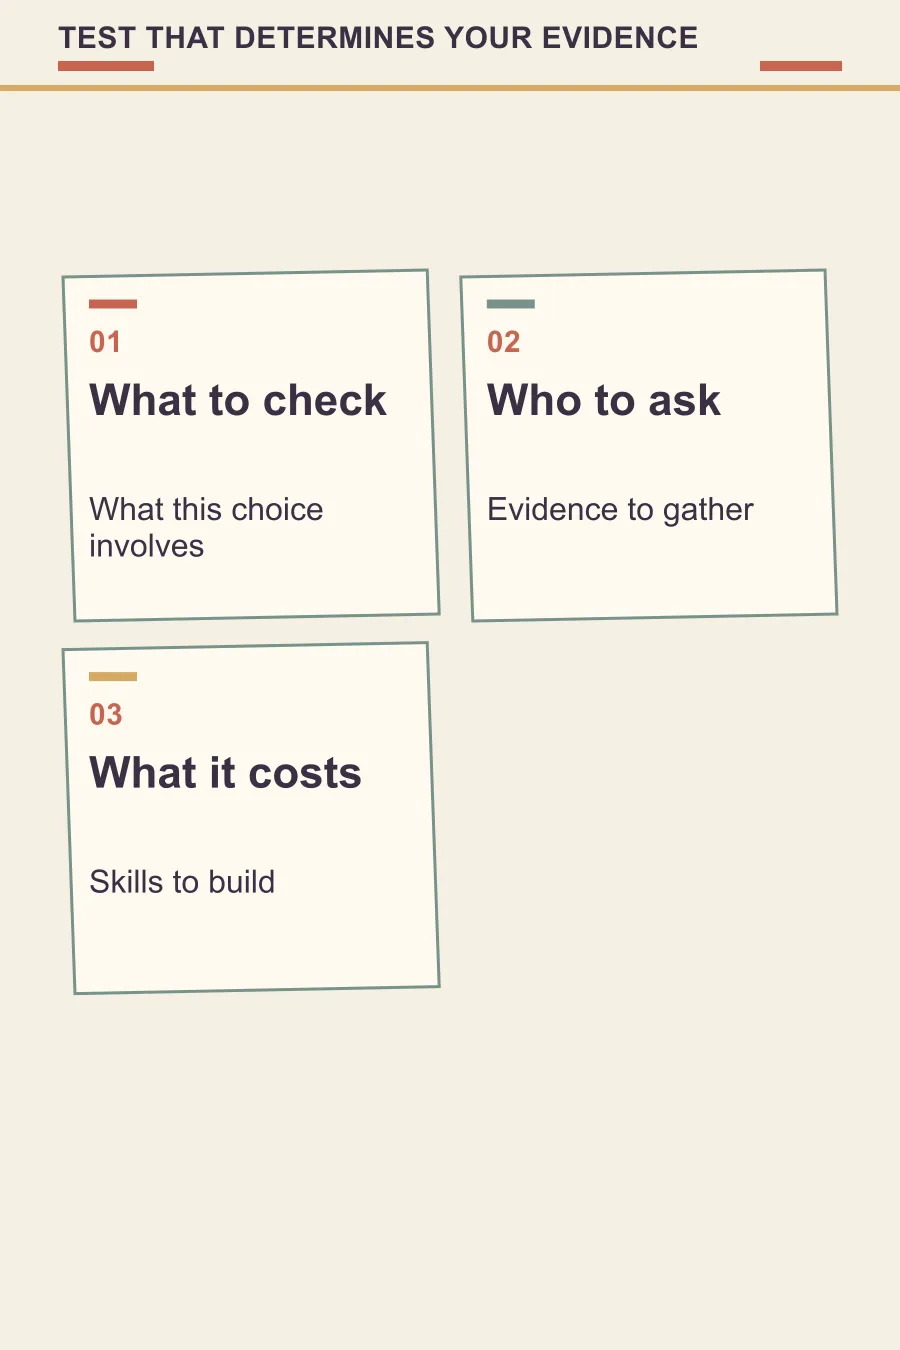 TEST THAT DETERMINES YOUR EVIDENCE
01
What to check
What this choice
involves
02
Who to ask
Evidence to gather
03
What it costs
Skills to build